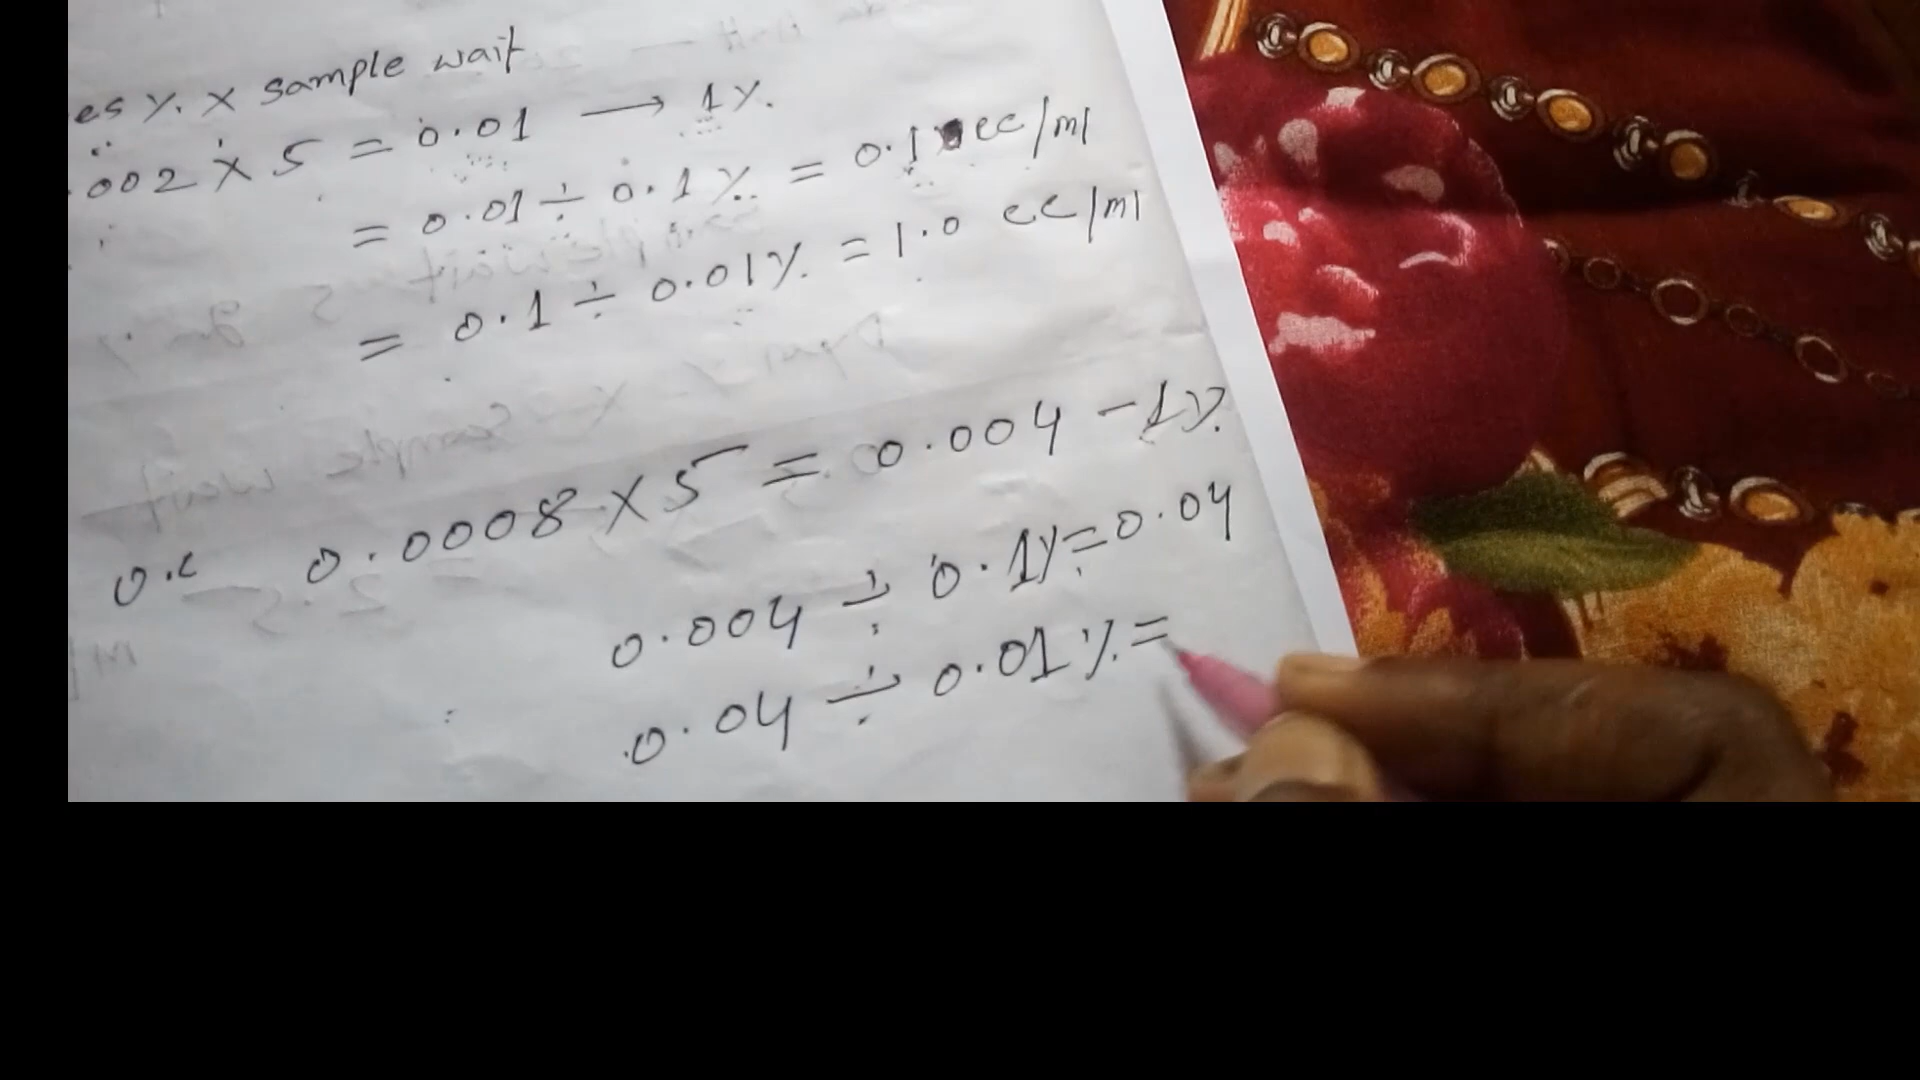 es % × sample wait
.002 × 5 = 0.01 → 1%.
= 0.01 ÷ 0.1% = 0.1 cc/ml
= 0.1 ÷ 0.01% = 1.0 cc/ml
0.0008 × 5 = 0.004 - 1%.
0.004 ÷ 0.1% = 0.04
0.04 ÷ 0.01% =